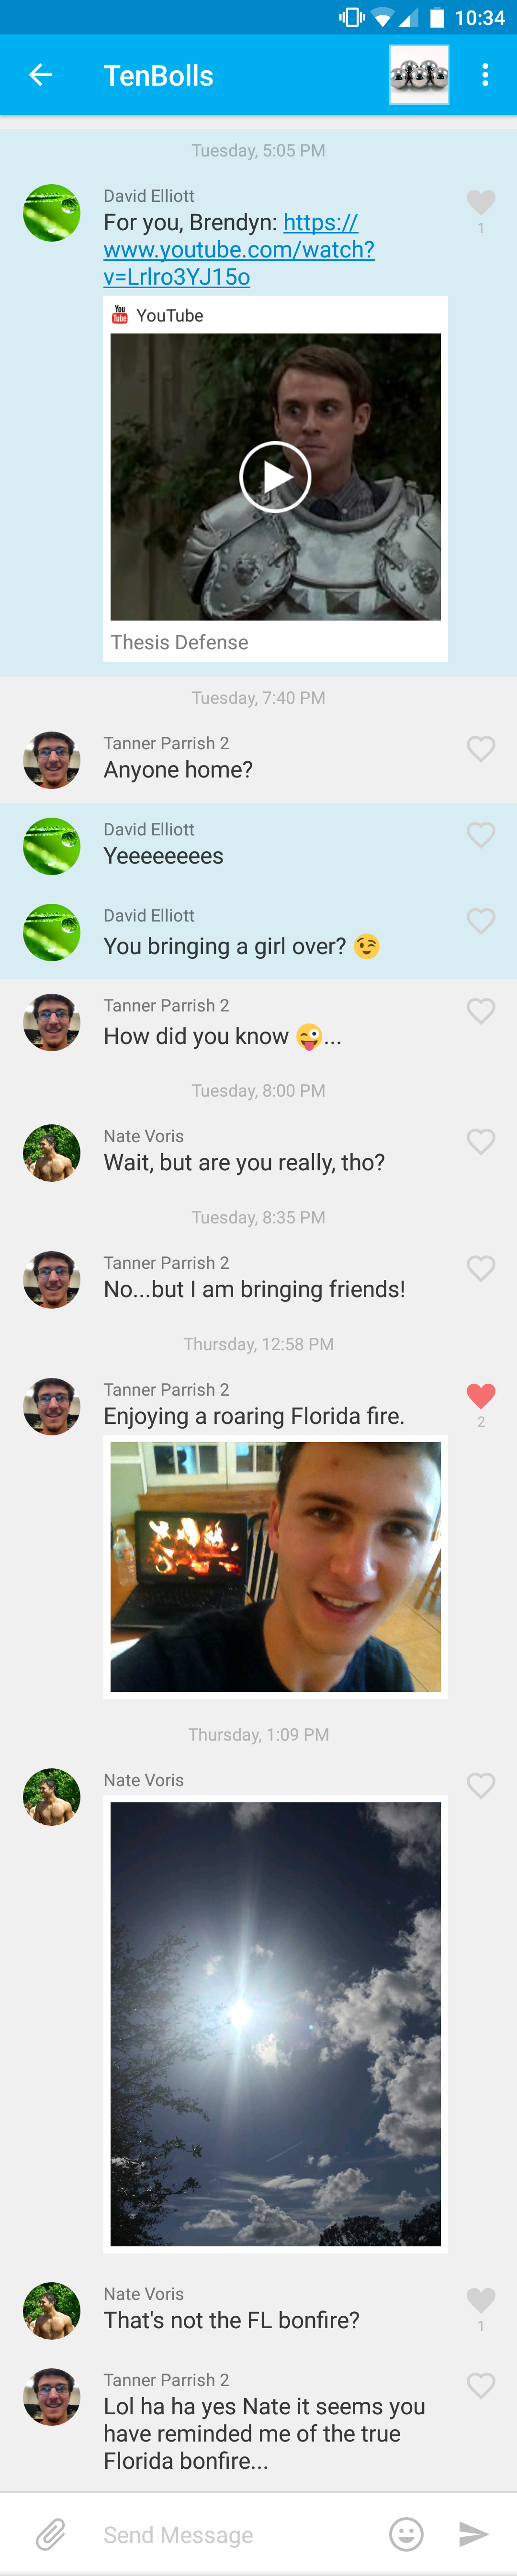 10:34
TenBolls
Tuesday, 5:05 PM
David Elliott
For you, Brendyn: https://
www.youtube.com/watch?
v=Lrlro3YJ15o
1
You Tube YouTube
Thesis Defense
Tuesday, 7:40 PM
Tanner Parrish 2
Anyone home?
David Elliott
Yeeeeeeees
David Elliott
You bringing a girl over? 😉
Tanner Parrish 2
How did you know 😜...
Tuesday, 8:00 PM
Nate Voris
Wait, but are you really, tho?
Tuesday, 8:35 PM
Tanner Parrish 2
No...but I am bringing friends!
Thursday, 12:58 PM
Tanner Parrish 2
Enjoying a roaring Florida fire.
2
Thursday, 1:09 PM
Nate Voris
Nate Voris
That's not the FL bonfire?
1
Tanner Parrish 2
Lol ha ha yes Nate it seems you
have reminded me of the true
Florida bonfire...
Send Message